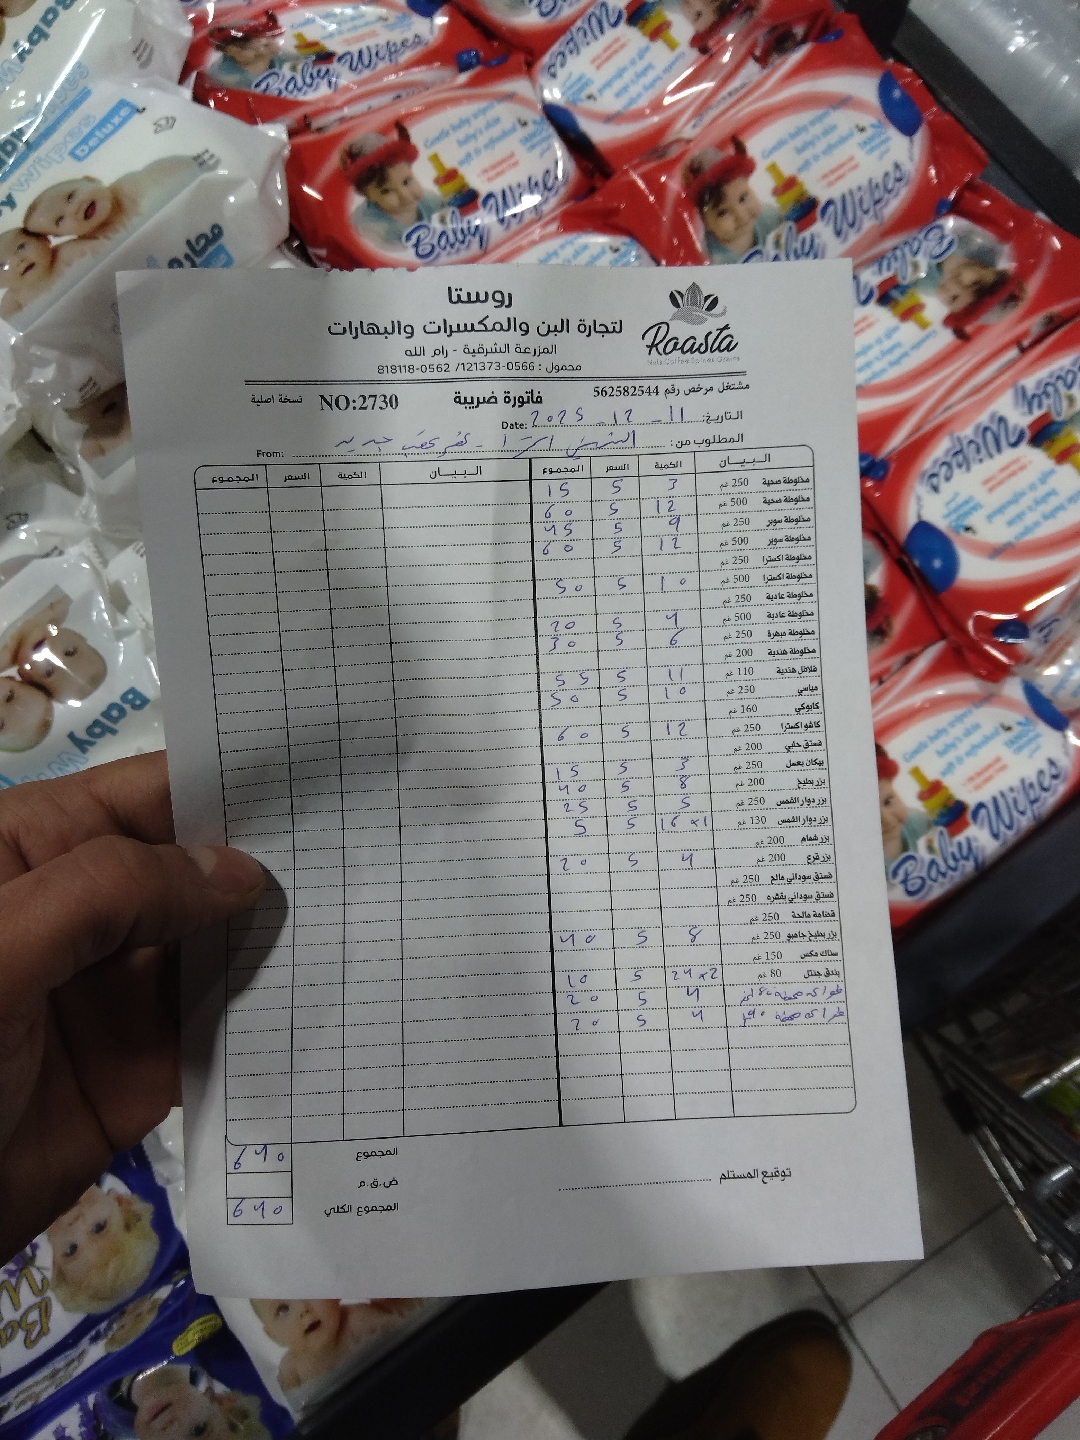 روستا
لتجارة البن والمكسرات والبهارات
المزرعة الشرقية - رام الله
محمول : 0566-121373/ 0562-818118
Roasta
مشتغل مرخص رقم 562582544
فاتورة ضريبة
NO:2730
نسخة اصلية
التاريخ: 11 - 12 - 2025 Date:
المطلوب من: From:
البيان الكمية السعر المجموع البيان الكمية السعر المجموع
مخلوطة صحية 250 غم 3 5 15
مخلوطة صحية 500 غم 12 5 60
مخلوطة سوبر 250 غم 9 5 45
مخلوطة سوبر 500 غم 12 5 60
مخلوطة اكسترا 250 غم
مخلوطة اكسترا 500 غم 10 5 50
مخلوطة عادية 250 غم
مخلوطة عادية 500 غم 4 5 20
مخلوطة مبهرة 250 غم 6 5 30
مخلوطة هندية 200 غم
فلافل هندية 110 غم 11 5 55
مياسي 250 غم 10 5 50
كابوكي 160 غم
كاشو اكسترا 250 غم 12 5 60
فستق حلبي 200 غم
بيكان بعسل 250 غم 3 5 15
بزر بطيخ 200 غم 8 5 40
بزر دوار الشمس 250 غم 5 5 25
بزر دوار الشمس 130 غم 16x1 5 5
بزر شمام 200 غم
بزر قرع 200 غم 4 5 20
فستق سوداني مالح 250 غم
فستق سوداني بقشره 250 غم
قضامة مالحة 250 غم
بزر بطيخ جامبو 250 غم 8 5 40
سناك مكس 150 غم
بندق جنتل 80 غم 24x2 5 10
4 5 20
4 5 20
المجموع 640
ض.ق.م
المجموع الكلي 640
توقيع المستلم
Baby Wipes
Baby Wipes
Baby Wipes
Baby Wipes
deluxe
Baby